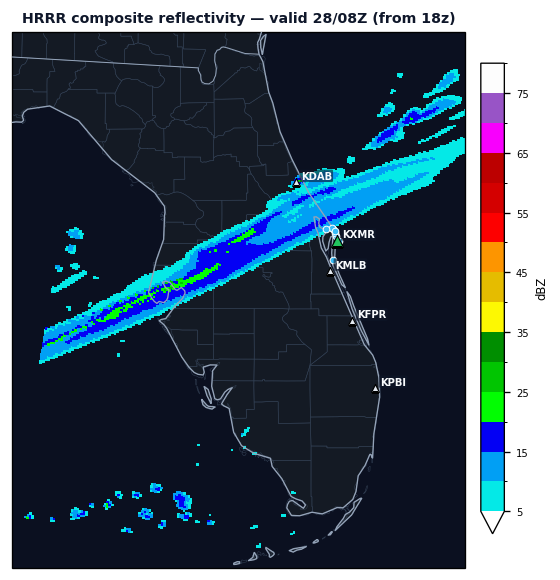 HRRR composite reflectivity — valid 28/08Z (from 18z)
75
65
55
45
35
25
15
5
dBZ
KDAB
KXMR
KMLB
KFPR
KPBI